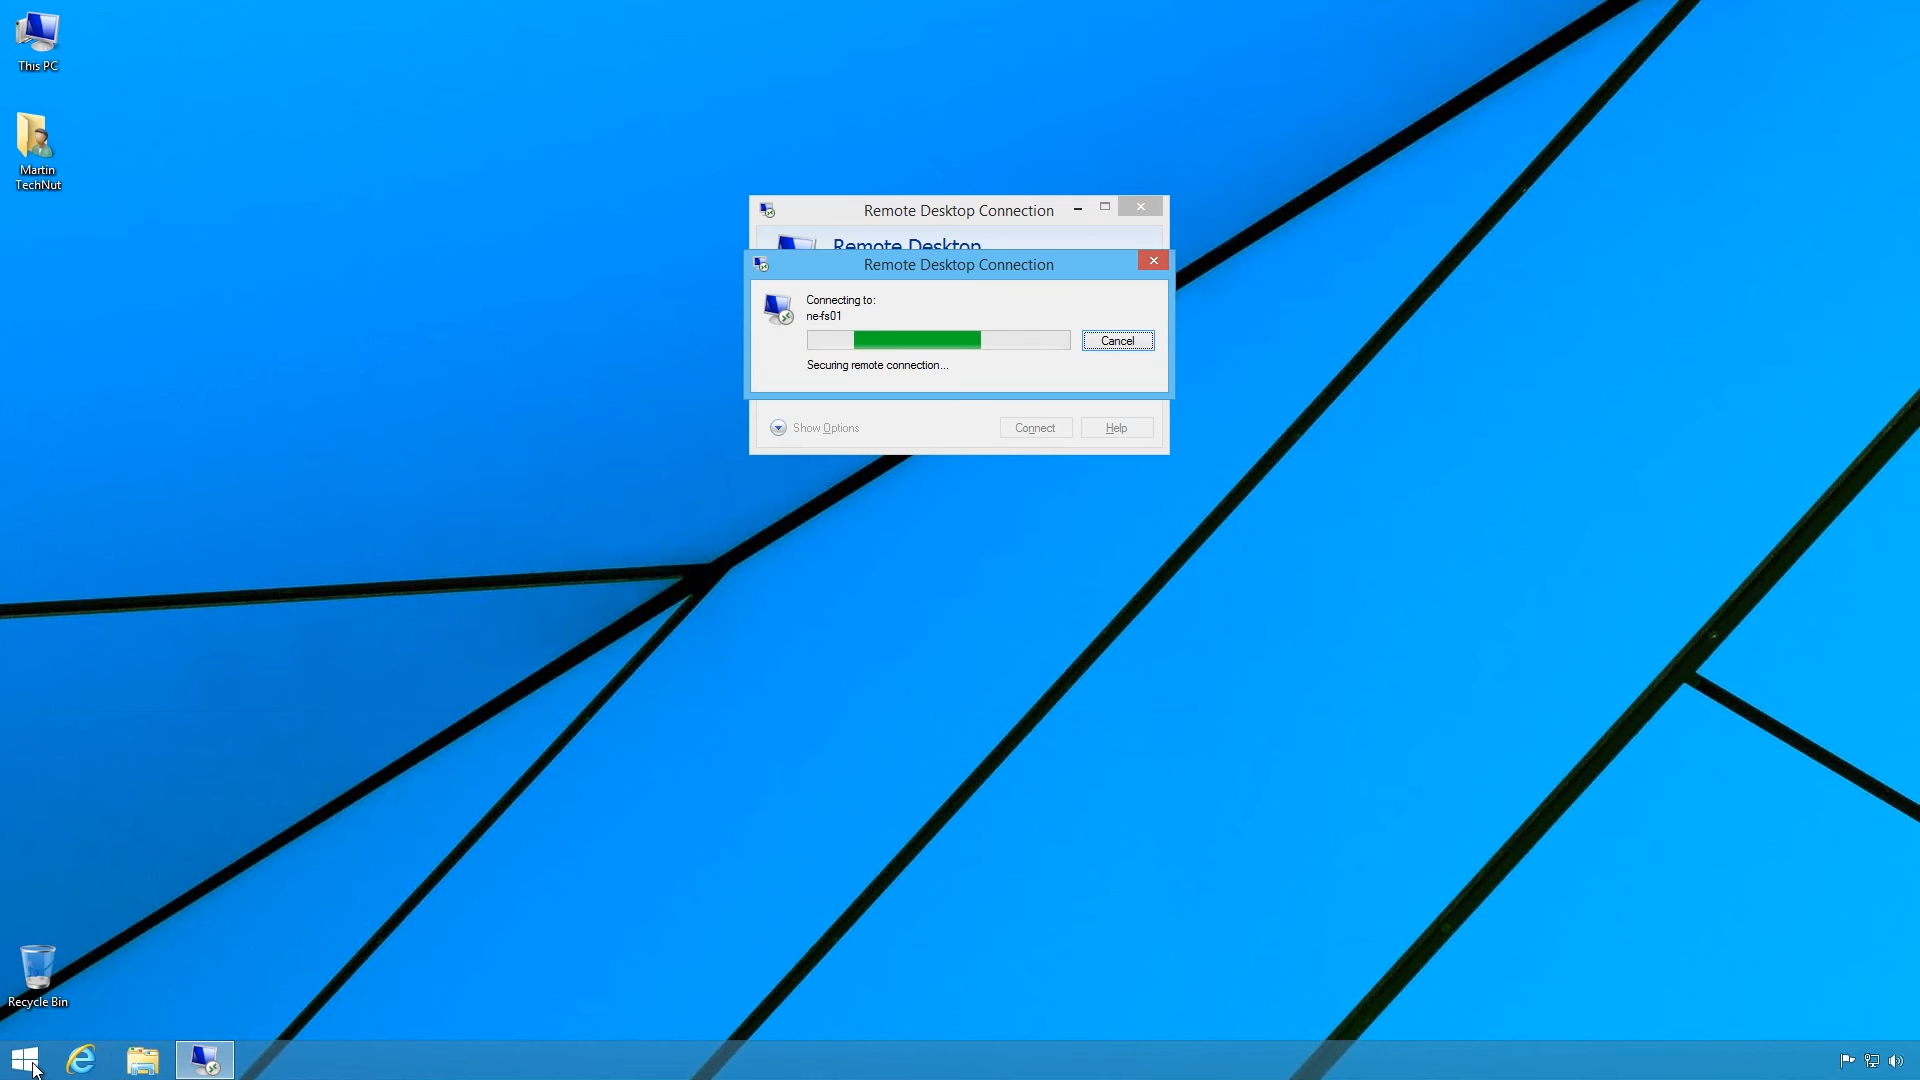 This PC
Martin
TechNut
Remote Desktop Connection
Remote Desktop
Remote Desktop Connection
Connecting to:
ne-fs01
Cancel
Securing remote connection...
Show Options
Connect
Help
Recycle Bin